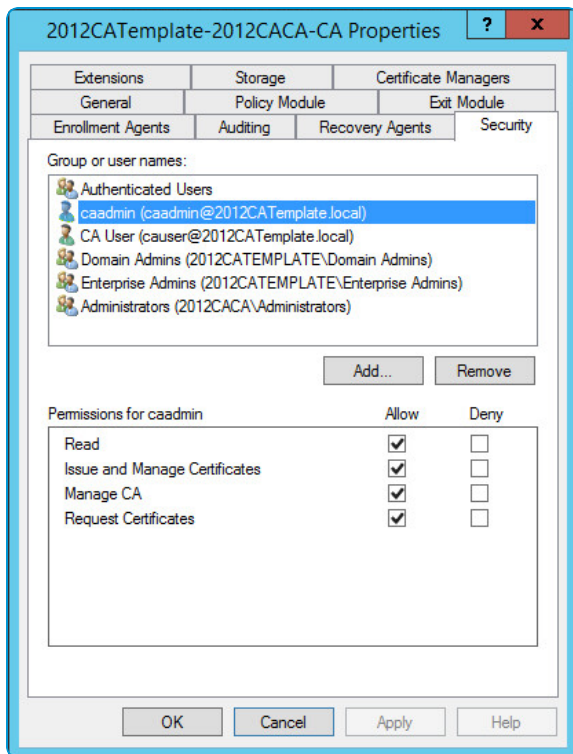 2012CATemplate-2012CACA-CA Properties ? x
Extensions Storage Certificate Managers
General Policy Module Exit Module
Enrollment Agents Auditing Recovery Agents Security
Group or user names:
Authenticated Users
caadmin (caadmin@2012CATemplate.local)
CA User (causer@2012CATemplate.local)
Domain Admins (2012CATEMPLATE\Domain Admins)
Enterprise Admins (2012CATEMPLATE\Enterprise Admins)
Administrators (2012CACA\Administrators)
Add... Remove
Permissions for caadmin Allow Deny
Read
Issue and Manage Certificates
Manage CA
Request Certificates
OK Cancel Apply Help